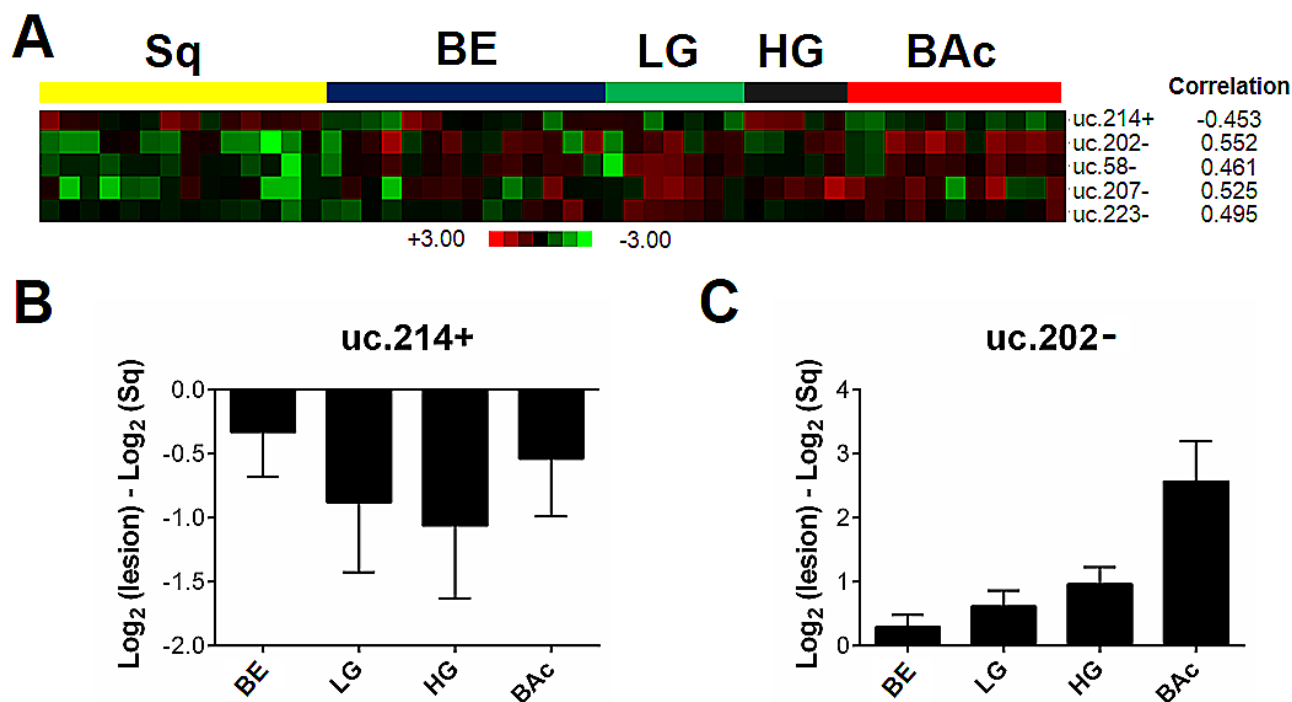 A
Sq BE LG HG BAc
Correlation
uc.214+ -0.453
uc.202- 0.552
uc.58- 0.461
uc.207- 0.525
uc.223- 0.495
+3.00 -3.00
B
uc.214+
Log2 (lesion) - Log2 (Sq)
0.0
-0.5
-1.0
-1.5
-2.0
BE LG HG BAc
C
uc.202-
Log2 (lesion) - Log2 (Sq)
4
3
2
1
0
BE LG HG BAc